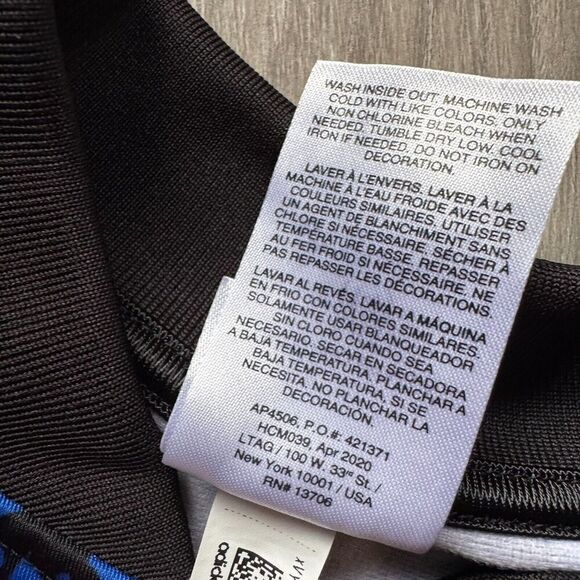 WASH INSIDE OUT. MACHINE WASH
COLD WITH LIKE COLORS. ONLY
NON CHLORINE BLEACH WHEN
NEEDED. TUMBLE DRY LOW. COOL
IRON IF NEEDED. DO NOT IRON ON
DECORATION.
LAVER À L'ENVERS. LAVER À LA
MACHINE À L'EAU FROIDE AVEC DES
COULEURS SIMILAIRES. UTILISER
UN AGENT DE BLANCHIMENT SANS
CHLORE SI NÉCESSAIRE. SÉCHER À
TEMPÉRATURE BASSE. REPASSER
AU FER FROID SI NÉCESSAIRE. NE
PAS REPASSER LES DÉCORATIONS.
LAVAR AL REVÉS. LAVAR A MÁQUINA
EN FRIO CON COLORES SIMILARES.
SOLAMENTE USAR BLANQUEADOR
SIN CLORO CUANDO SEA
NECESARIO. SECAR EN SECADORA
A BAJA TEMPERATURA. PLANCHAR A
BAJA TEMPERATURA, SI SE
NECESITA. NO PLANCHAR LA
DECORACIÓN.
AP4506, P.O.#: 421371
HCM039, Apr 2020
LTAG / 100 W. 33rd St. /
New York 10001 / USA
RN# 13706
adidas